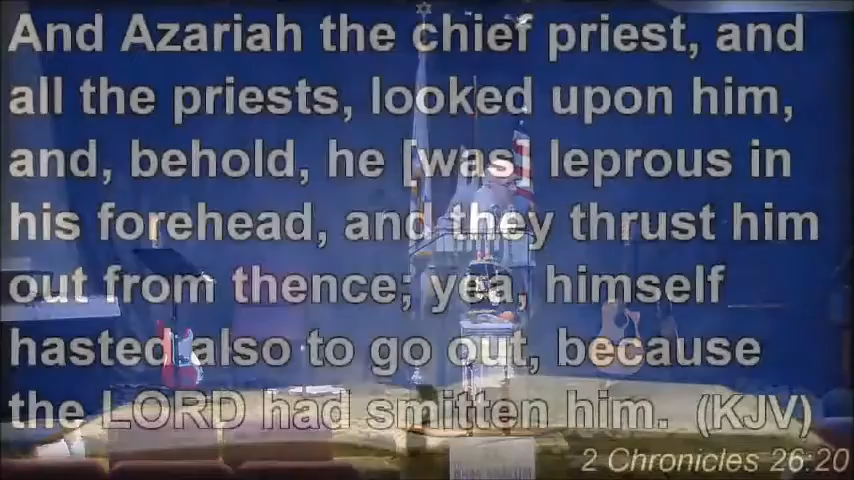 And Azariah the chief priest, and
all the priests, looked upon him,
and, behold, he [was] leprous in
his forehead, and they thrust him
out from thence; yea, himself
hasted also to go out, because
the LORD had smitten him. (KJV)
2 Chronicles 26:20